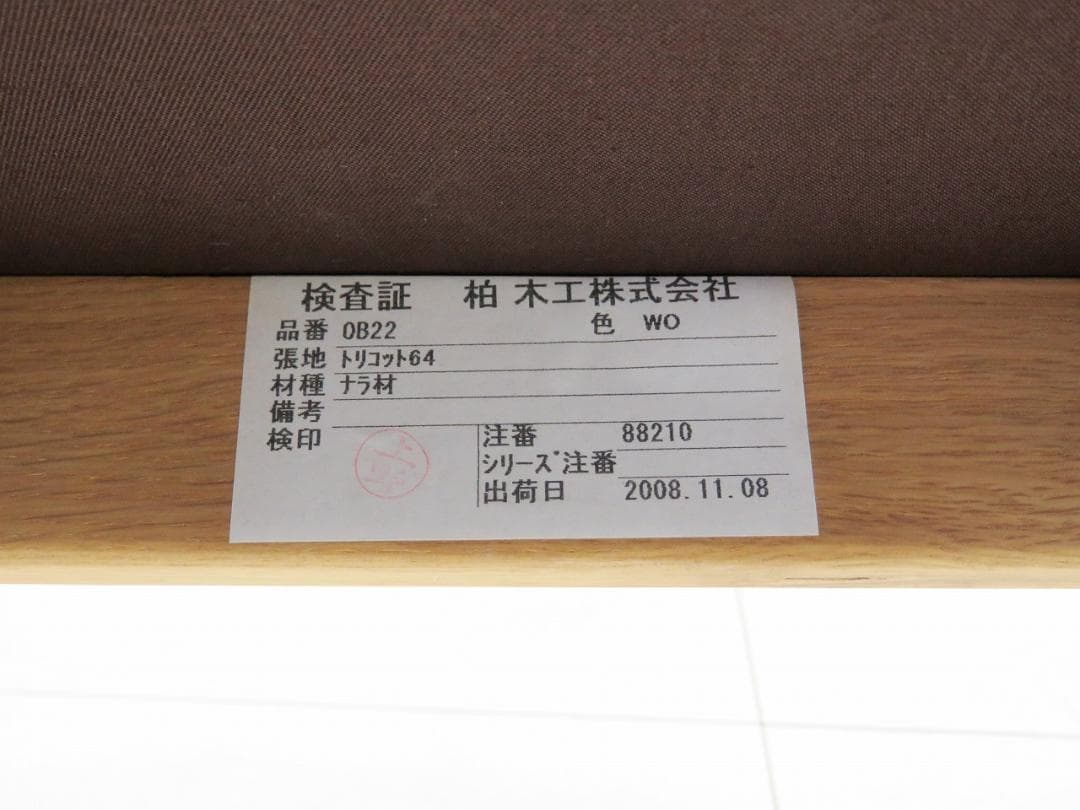 検査証 柏木工株式会社
品番 0B22 色 WO
張地 トリコット64
材種 ナラ材
備考
検印
注番 88210
シリーズ注番
出荷日 2008.11.08